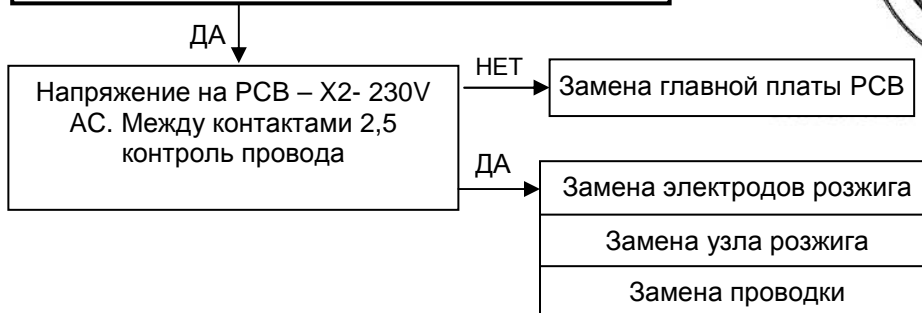 ДА
Напряжение на PCB – X2- 230V
AC. Между контактами 2,5
контроль провода
НЕТ
Замена главной платы PCB
ДА
Замена электродов розжига
Замена узла розжига
Замена проводки